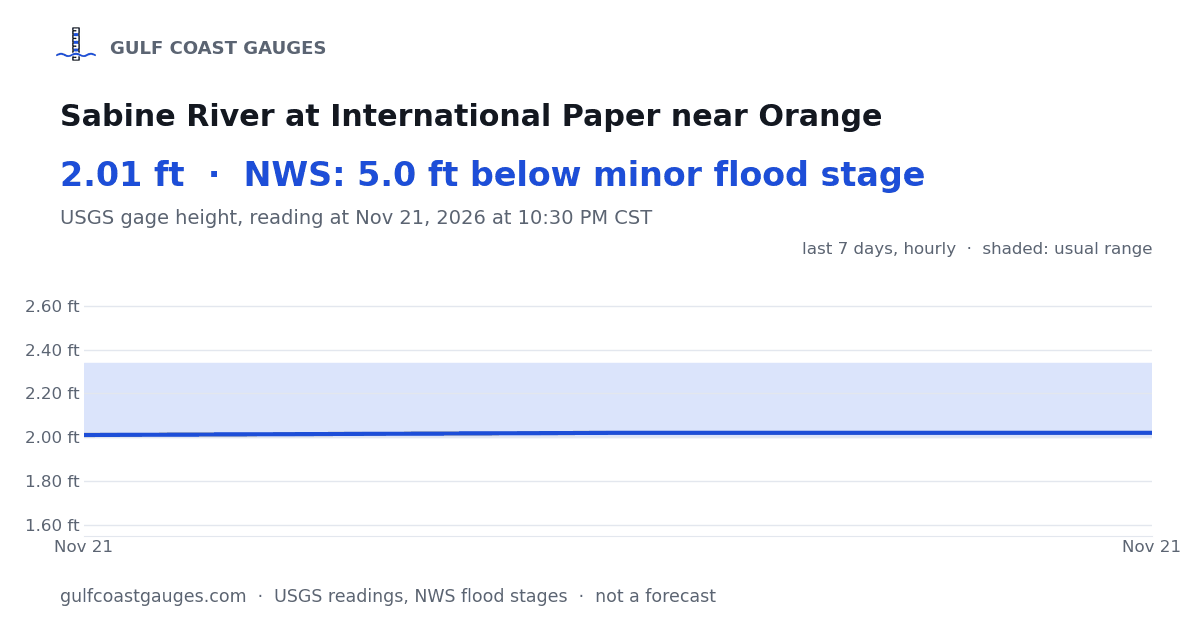 GULF COAST GAUGES
Sabine River at International Paper near Orange
2.01 ft · NWS: 5.0 ft below minor flood stage
USGS gage height, reading at Nov 21, 2026 at 10:30 PM CST
last 7 days, hourly · shaded: usual range
2.60 ft
2.40 ft
2.20 ft
2.00 ft
1.80 ft
1.60 ft
Nov 21 Nov 21
gulfcoastgauges.com · USGS readings, NWS flood stages · not a forecast